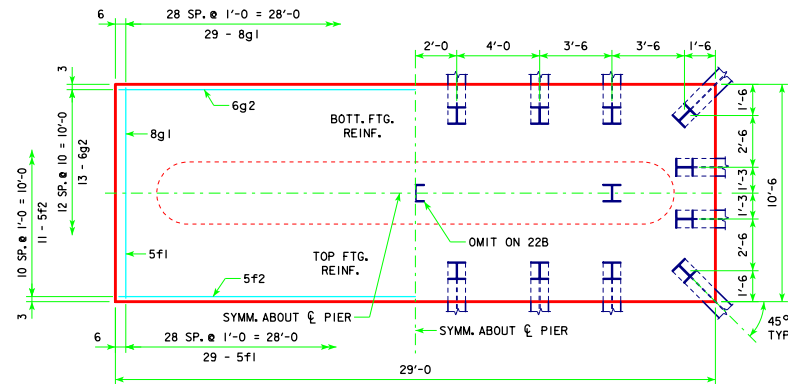 6
28 SP.@ 1'-0 = 28'-0
29 - 8g1
2'-0
4'-0
3'-6
3'-6
1'-6
3
12 SP.@ 10 = 10'-0
13 - 6g2
10 SP.@ 1'-0 = 10'-0
11 - 5f2
3
6g2
8g1
BOTT. FTG.
REINF.
5f1
TOP FTG.
REINF.
5f2
OMIT ON 22B
SYMM. ABOUT ℄ PIER
SYMM. ABOUT ℄ PIER
1'-6
2'-6
1'-3
1'-3
2'-6
1'-6
10'-6
45°
TYP
6
28 SP.@ 1'-0 = 28'-0
29 - 5f1
29'-0